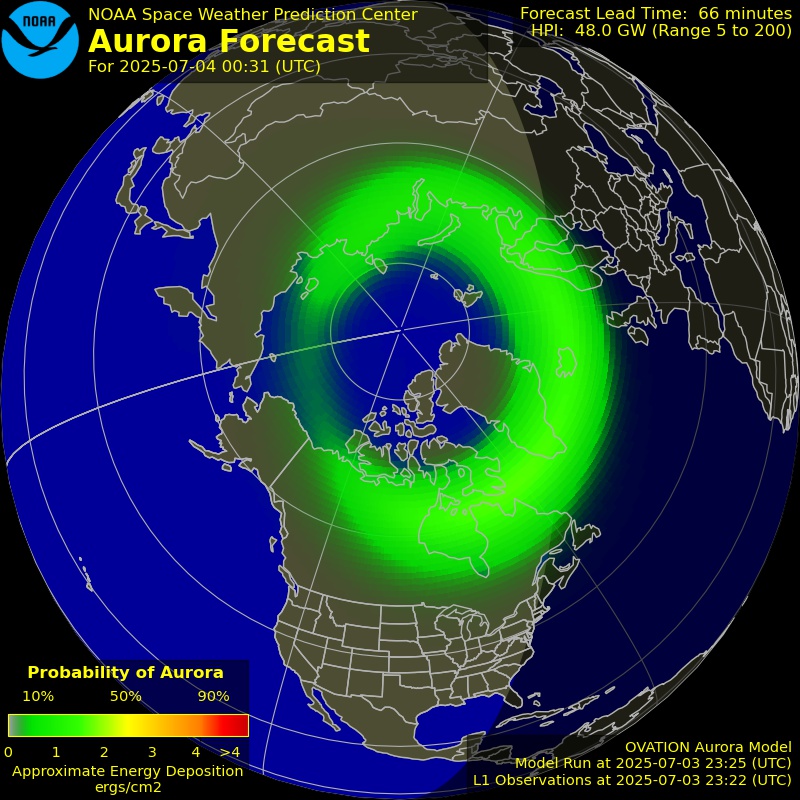 NOAA
NOAA Space Weather Prediction Center
Aurora Forecast
For 2025-07-04 00:31 (UTC)
Forecast Lead Time: 66 minutes
HPI: 48.0 GW (Range 5 to 200)
Probability of Aurora
10% 50% 90%
0 1 2 3 4 >4
Approximate Energy Deposition
ergs/cm2
OVATION Aurora Model
Model Run at 2025-07-03 23:25 (UTC)
L1 Observations at 2025-07-03 23:22 (UTC)